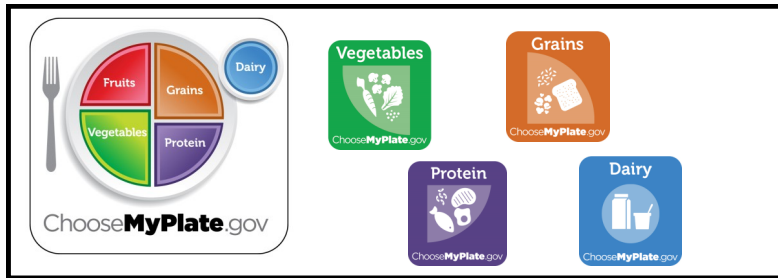 Fruits
Grains
Dairy
Vegetables
Protein
ChooseMyPlate.gov
Vegetables
ChooseMyPlate.gov
Grains
ChooseMyPlate.gov
Protein
ChooseMyPlate.gov
Dairy
ChooseMyPlate.gov